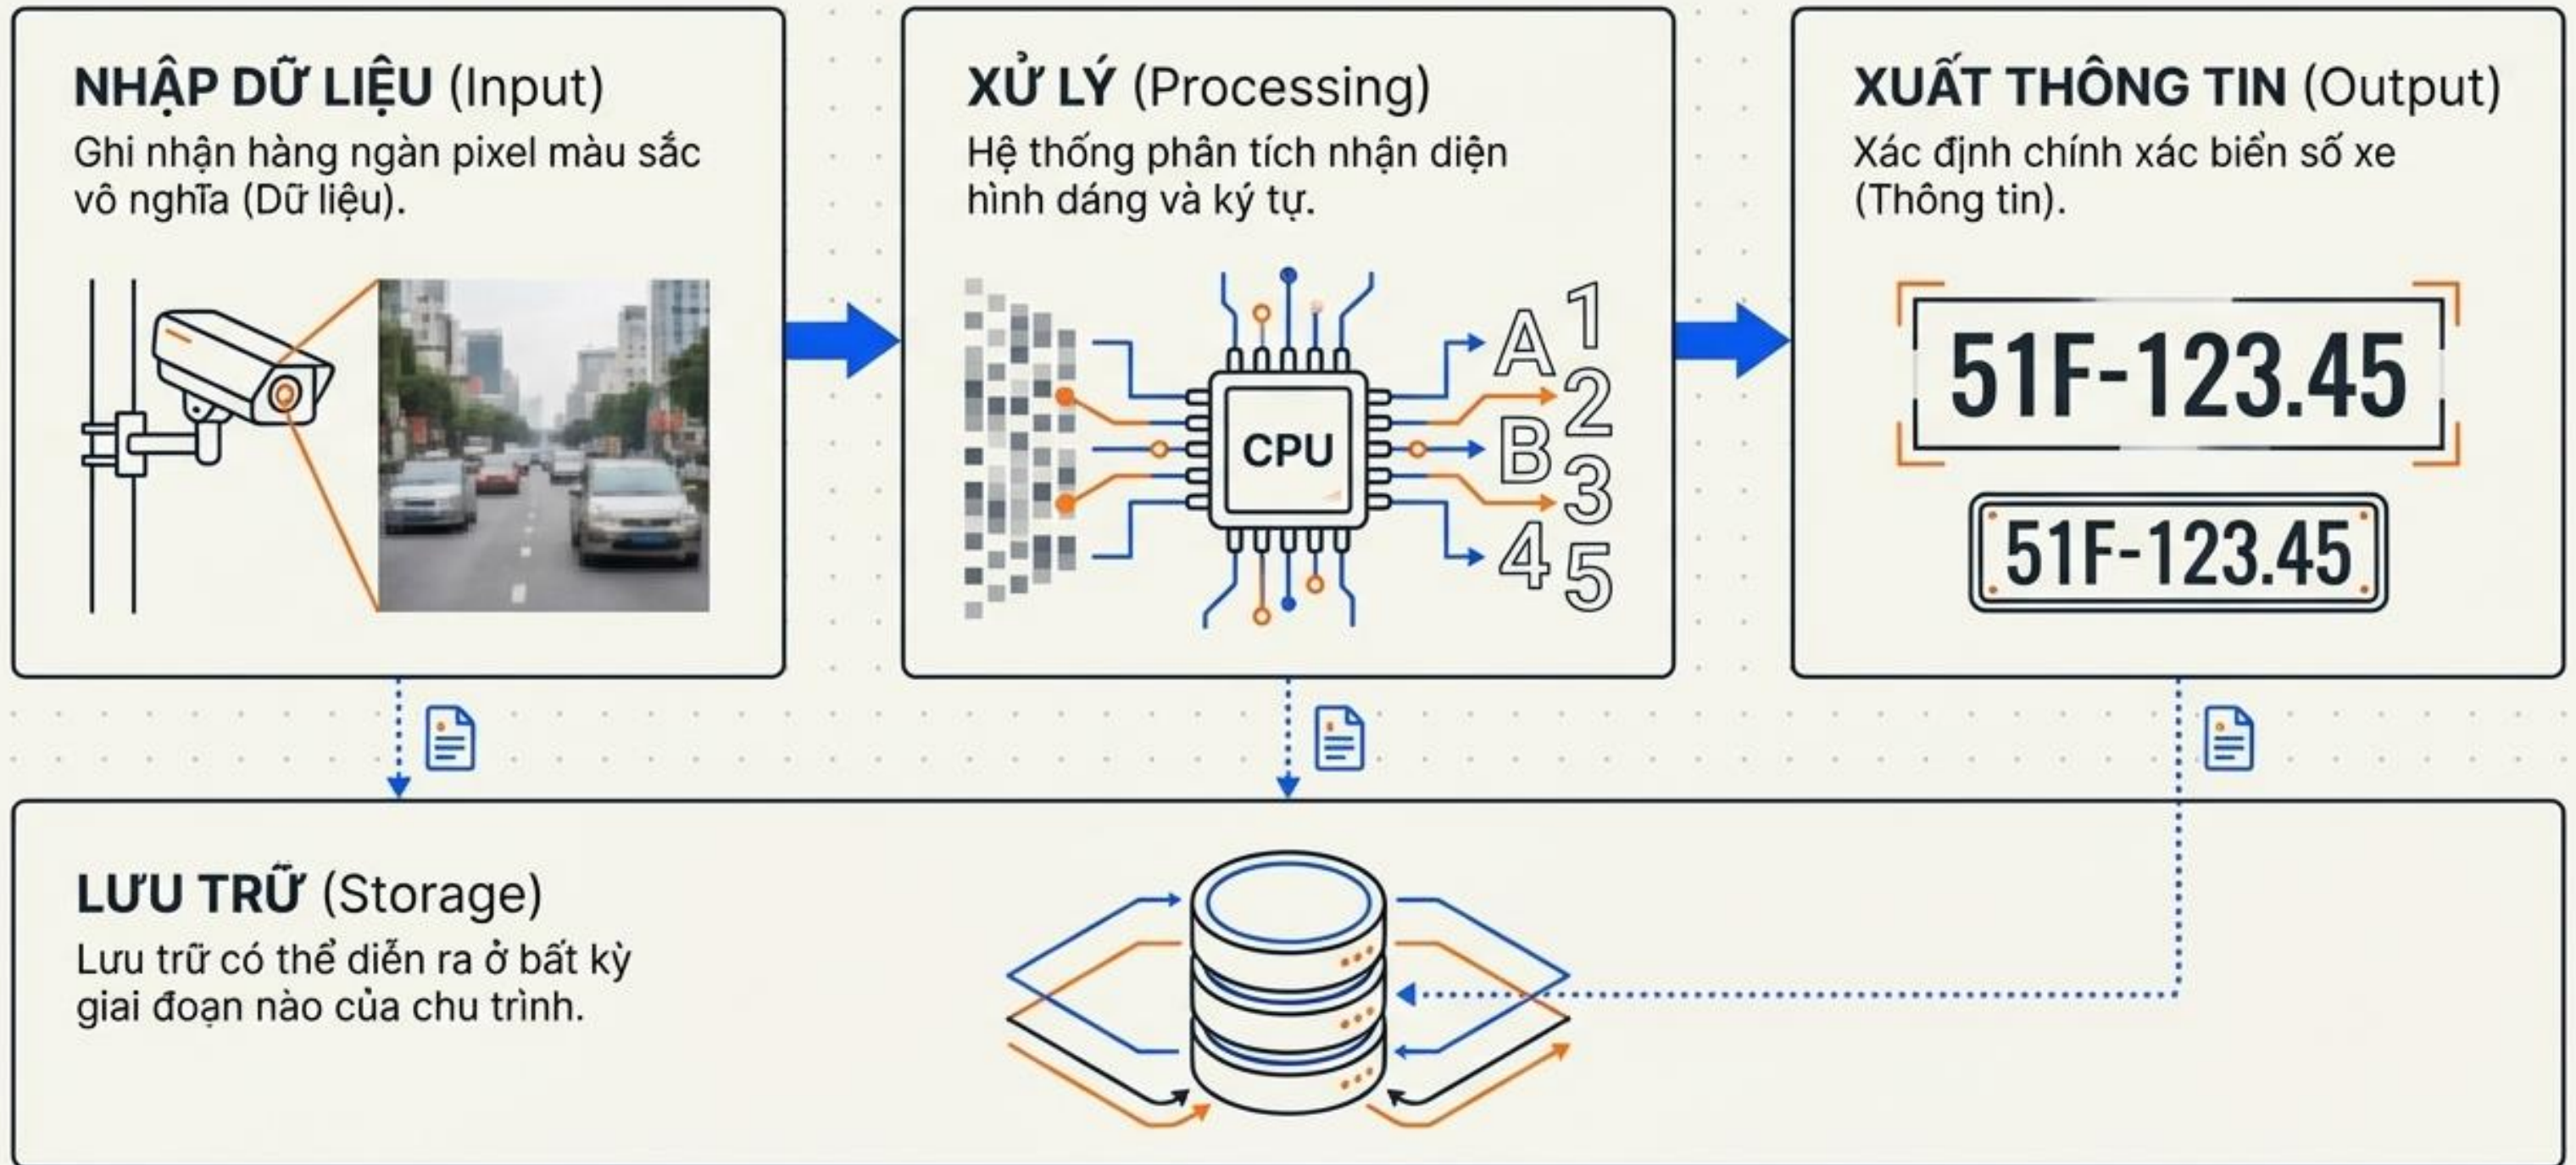 NHẬP DỮ LIỆU (Input)
Ghi nhận hàng ngàn pixel màu sắc
vô nghĩa (Dữ liệu).
XỬ LÝ (Processing)
Hệ thống phân tích nhận diện
hình dáng và ký tự.
CPU
A 1
2
B
3
4 5
XUẤT THÔNG TIN (Output)
Xác định chính xác biển số xe
(Thông tin).
51F-123.45
51F-123.45
LƯU TRỮ (Storage)
Lưu trữ có thể diễn ra ở bất kỳ
giai đoạn nào của chu trình.